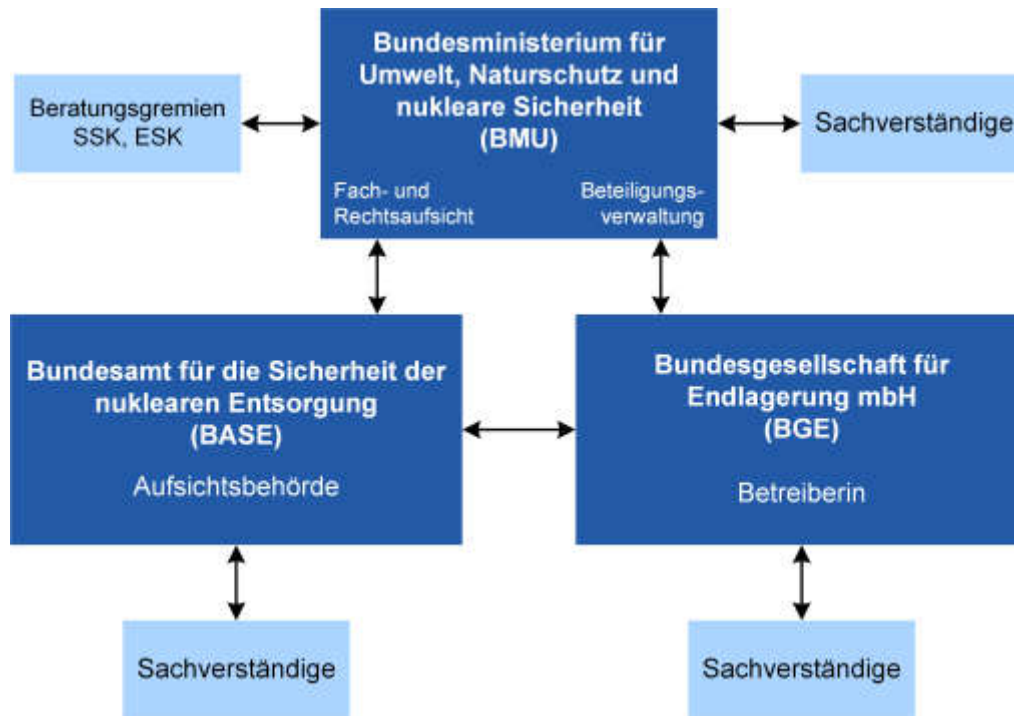 Bundesministerium für
Umwelt, Naturschutz und
nukleare Sicherheit
(BMU)
Fach- und
Rechtsaufsicht
Beteiligungs-
verwaltung
Beratungsgremien
SSK, ESK
Sachverständige
Bundesamt für die Sicherheit der
nuklearen Entsorgung
(BASE)
Aufsichtsbehörde
Bundesgesellschaft für
Endlagerung mbH
(BGE)
Betreiberin
Sachverständige
Sachverständige